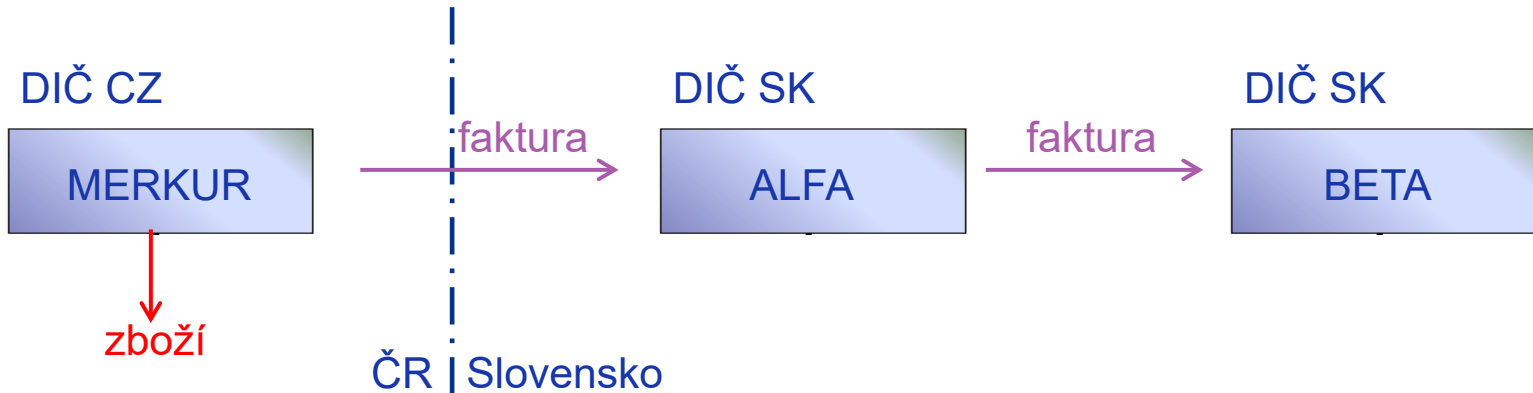 DIČ CZ
DIČ SK
DIČ SK
MERKUR
faktura
ALFA
faktura
BETA
zboží
ČR
Slovensko